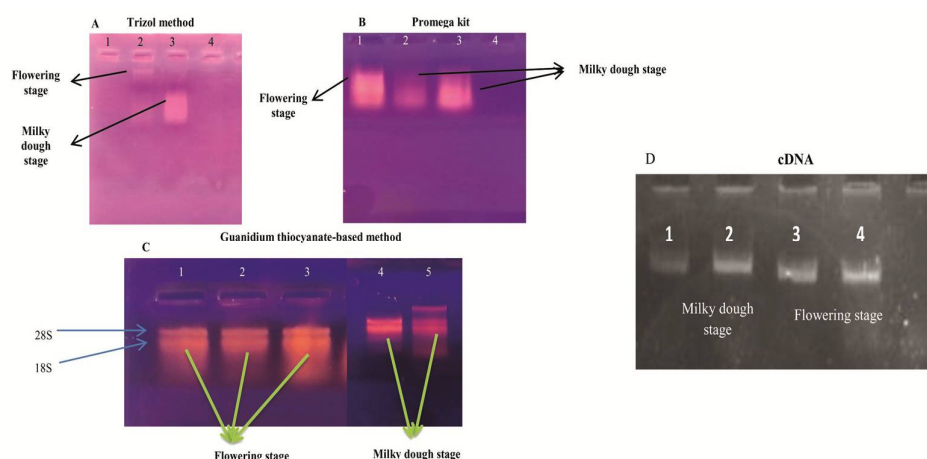 A
Trizol method
1 2 3 4
Flowering
stage
Milky
dough
stage
B
Promega kit
1 2 3 4
Flowering
stage
Milky dough stage
Guanidium thiocyanate-based method
C
1 2 3
4 5
28S
18S
Flowering stage
Milky dough stage
D
cDNA
1 2 3 4
Milky dough
stage
Flowering stage